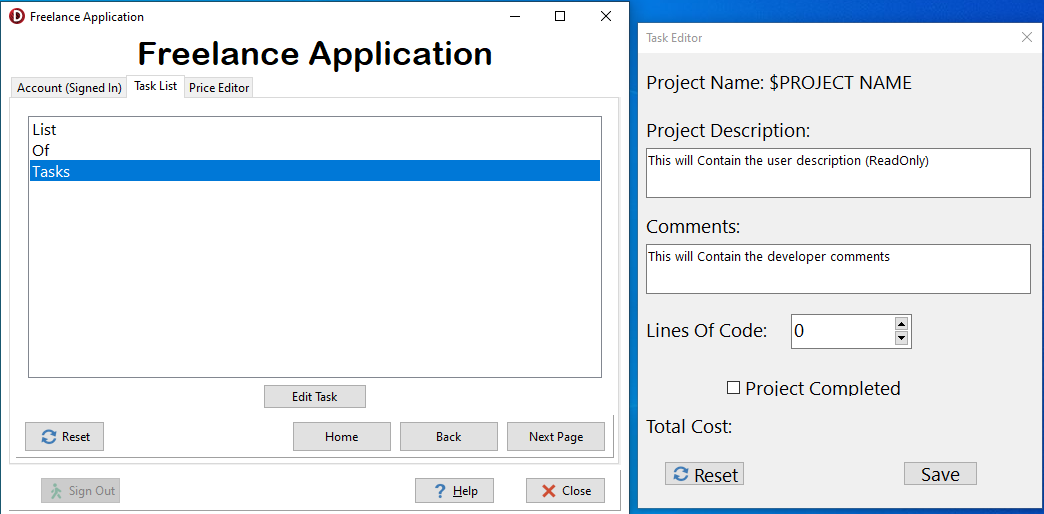 Freelance Application
Freelance Application
Account (Signed In) Task List Price Editor
List
Of
Tasks
Edit Task
Reset Home Back Next Page
Sign Out ? Help Close
Task Editor
Project Name: $PROJECT NAME
Project Description:
This will Contain the user description (ReadOnly)
Comments:
This will Contain the developer comments
Lines Of Code: 0
Project Completed
Total Cost:
Reset Save